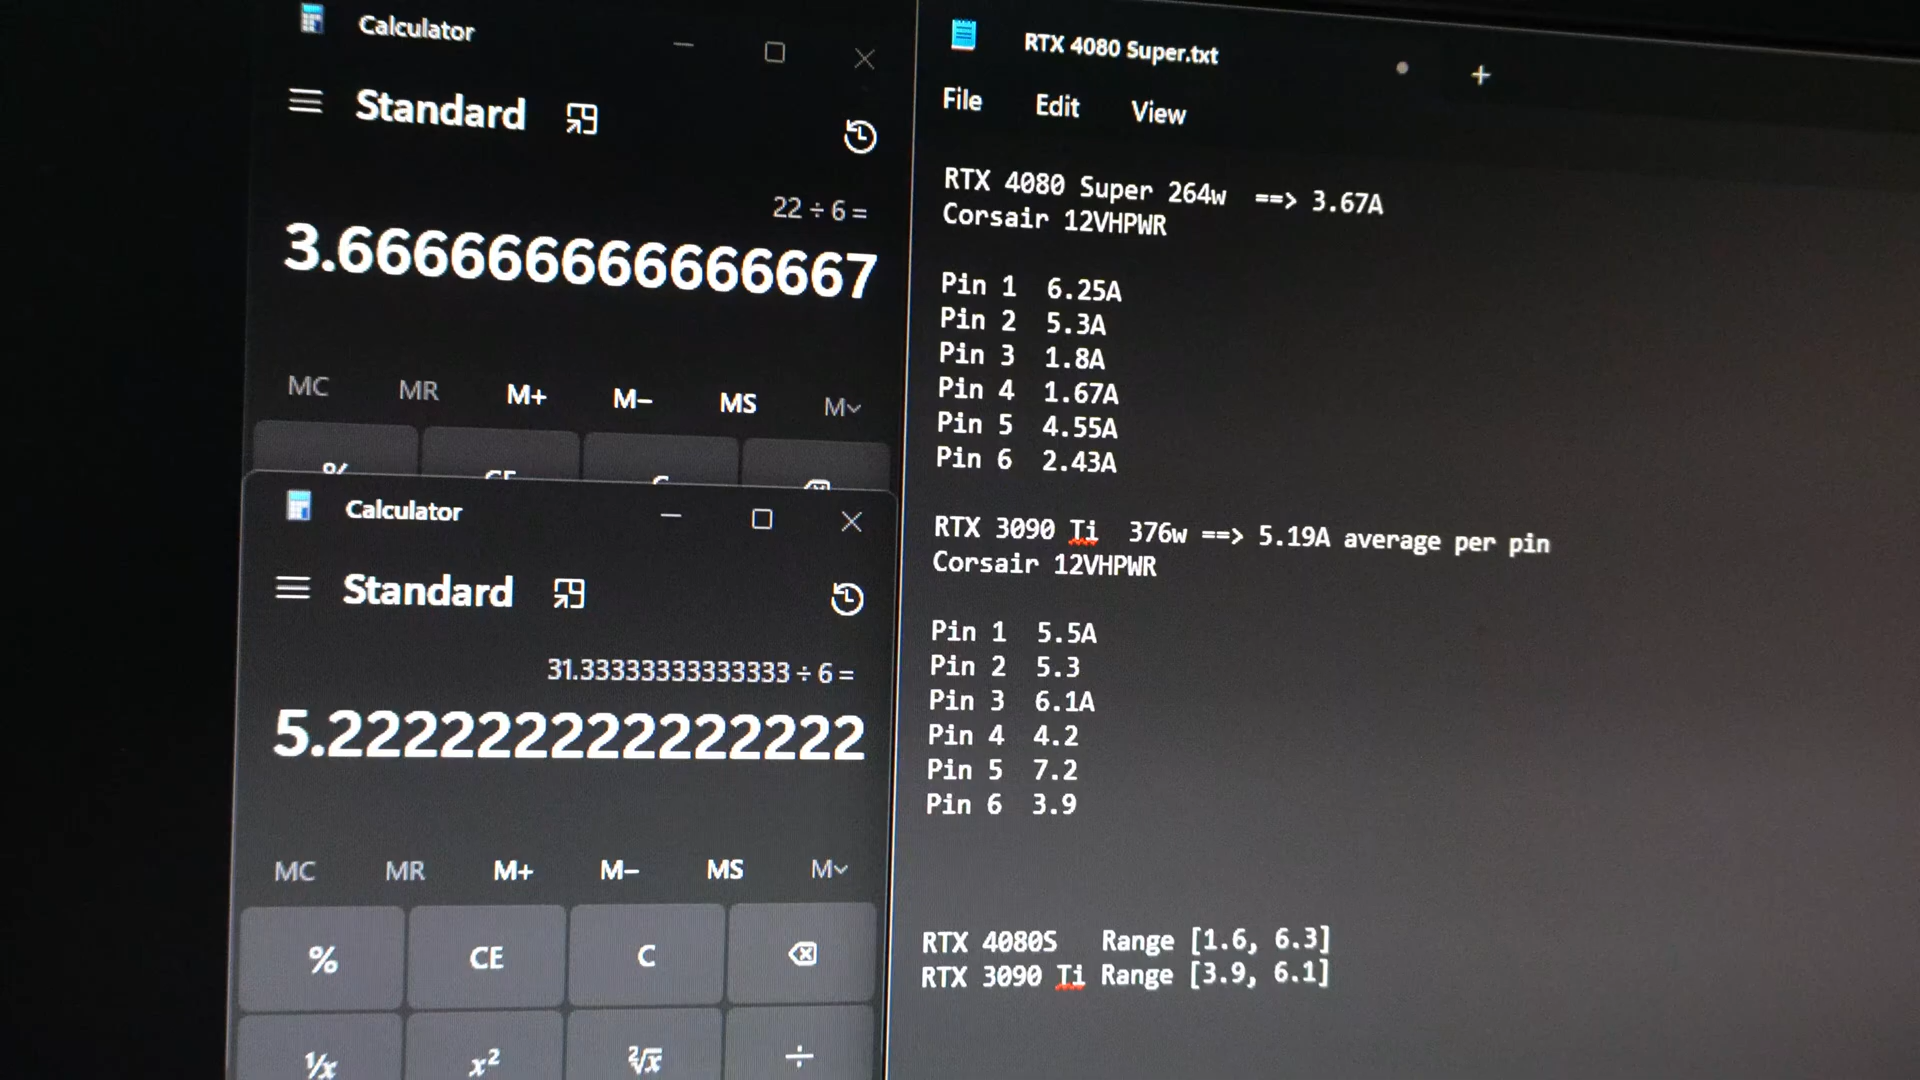 Calculator
Standard
22 ÷ 6 =
3.6666666666666667
MC MR M+ M− MS M
% CE C
Calculator
Standard
31.33333333333333 ÷ 6 =
5.222222222222222
MC MR M+ M− MS M
% CE C
¹/x x² ²√x ÷
RTX 4080 Super.txt
File Edit View
RTX 4080 Super 264w ==> 3.67A
Corsair 12VHPWR
Pin 1 6.25A
Pin 2 5.3A
Pin 3 1.8A
Pin 4 1.67A
Pin 5 4.55A
Pin 6 2.43A
RTX 3090 Ti 376w ==> 5.19A average per pin
Corsair 12VHPWR
Pin 1 5.5A
Pin 2 5.3
Pin 3 6.1A
Pin 4 4.2
Pin 5 7.2
Pin 6 3.9
RTX 4080S Range [1.6, 6.3]
RTX 3090 Ti Range [3.9, 6.1]